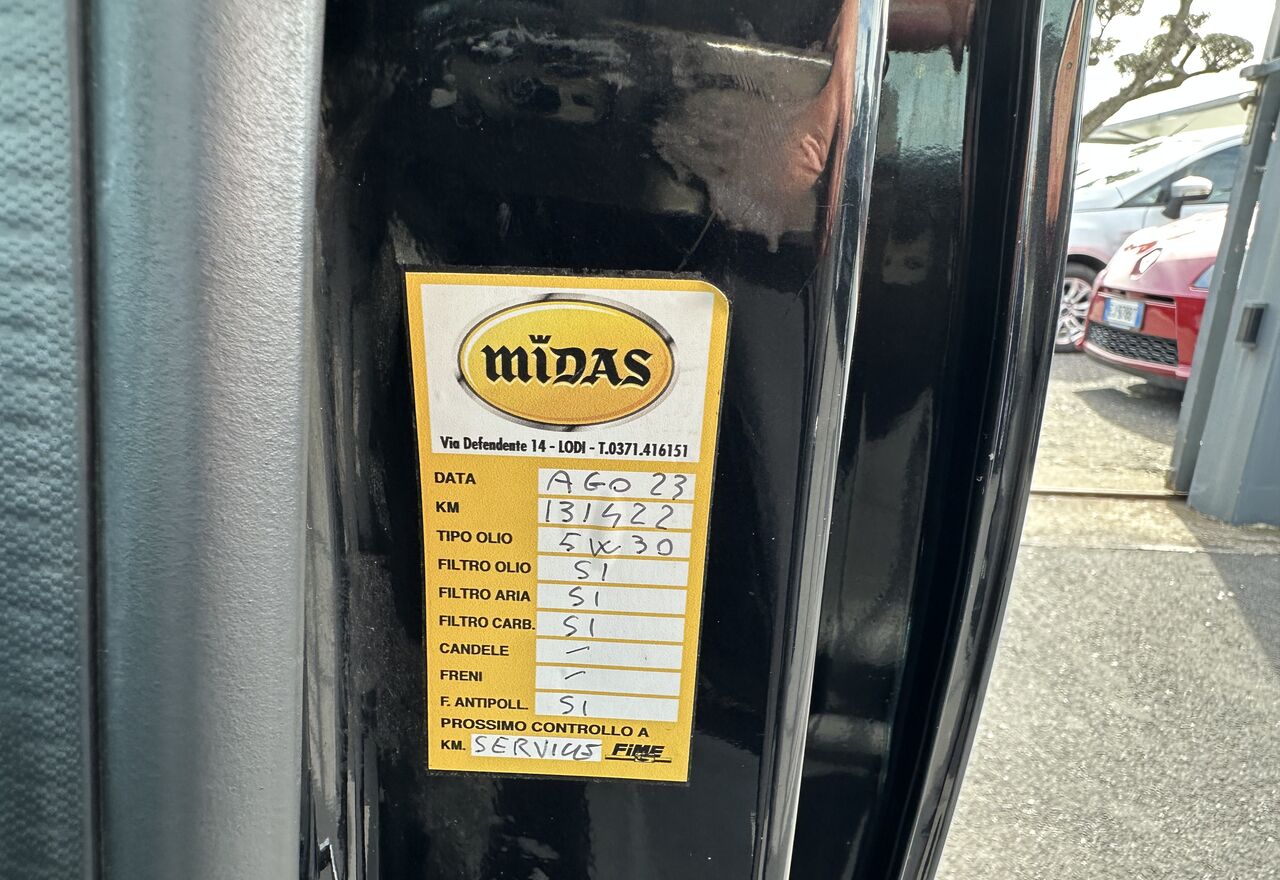 MIDAS
Via Defendente 14 - LODI - T.0371.416151
DATA AGO 23
KM 131422
TIPO OLIO 5W30
FILTRO OLIO SI
FILTRO ARIA SI
FILTRO CARB. SI
CANDELE -
FRENI -
F. ANTIPOLL. SI
PROSSIMO CONTROLLO A
KM. SERVICE FIME